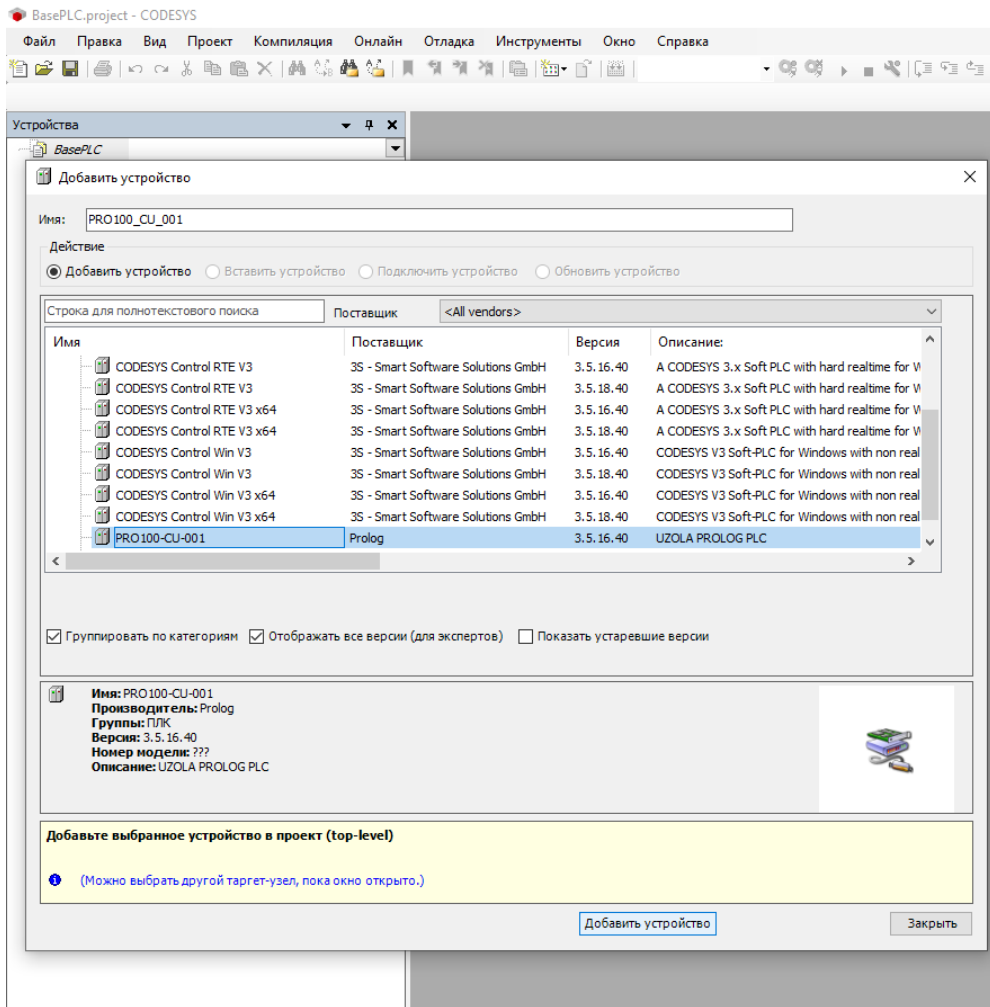 BasePLC.project - CODESYS
Файл Правка Вид Проект Компиляция Онлайн Отладка Инструменты Окно Справка
Устройства
BasePLC
Добавить устройство
Имя: PRO100_CU_001
Действие
Добавить устройство Вставить устройство Подключить устройство Обновить устройство
Строка для полнотекстового поиска Поставщик <All vendors>
Имя Поставщик Версия Описание:
CODESYS Control RTE V3 3S - Smart Software Solutions GmbH 3.5.16.40 A CODESYS 3.x Soft PLC with hard realtime for W
CODESYS Control RTE V3 3S - Smart Software Solutions GmbH 3.5.18.40 A CODESYS 3.x Soft PLC with hard realtime for W
CODESYS Control RTE V3 x64 3S - Smart Software Solutions GmbH 3.5.16.40 A CODESYS 3.x Soft PLC with hard realtime for W
CODESYS Control RTE V3 x64 3S - Smart Software Solutions GmbH 3.5.18.40 A CODESYS 3.x Soft PLC with hard realtime for W
CODESYS Control Win V3 3S - Smart Software Solutions GmbH 3.5.16.40 CODESYS V3 Soft-PLC for Windows with non real
CODESYS Control Win V3 3S - Smart Software Solutions GmbH 3.5.18.40 CODESYS V3 Soft-PLC for Windows with non real
CODESYS Control Win V3 x64 3S - Smart Software Solutions GmbH 3.5.16.40 CODESYS V3 Soft-PLC for Windows with non real
CODESYS Control Win V3 x64 3S - Smart Software Solutions GmbH 3.5.18.40 CODESYS V3 Soft-PLC for Windows with non real
PRO100-CU-001 Prolog 3.5.16.40 UZOLA PROLOG PLC
Группировать по категориям Отображать все версии (для экспертов) Показать устаревшие версии
Имя: PRO100-CU-001
Производитель: Prolog
Группы: ПЛК
Версия: 3.5.16.40
Номер модели: ???
Описание: UZOLA PROLOG PLC
Добавьте выбранное устройство в проект (top-level)
(Можно выбрать другой таргет-узел, пока окно открыто.)
Добавить устройство Закрыть